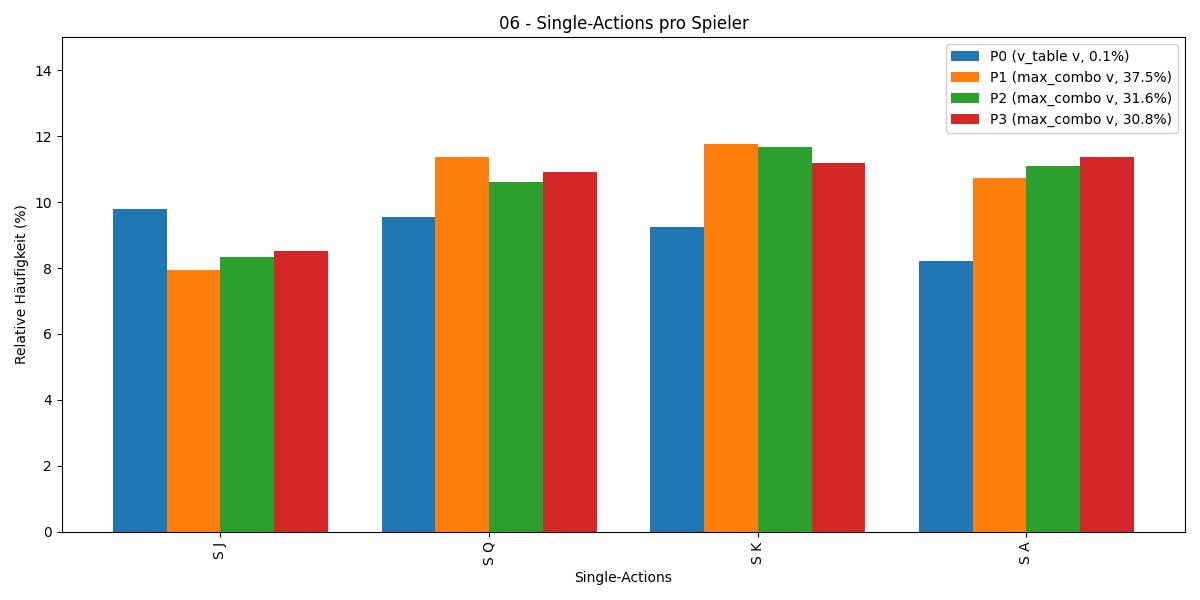 06 - Single-Actions pro Spieler
P0 (v_table v, 0.1%)
P1 (max_combo v, 37.5%)
P2 (max_combo v, 31.6%)
P3 (max_combo v, 30.8%)
Relative Häufigkeit (%)
14
12
10
8
6
4
2
0
S J
S Q
S K
S A
Single-Actions